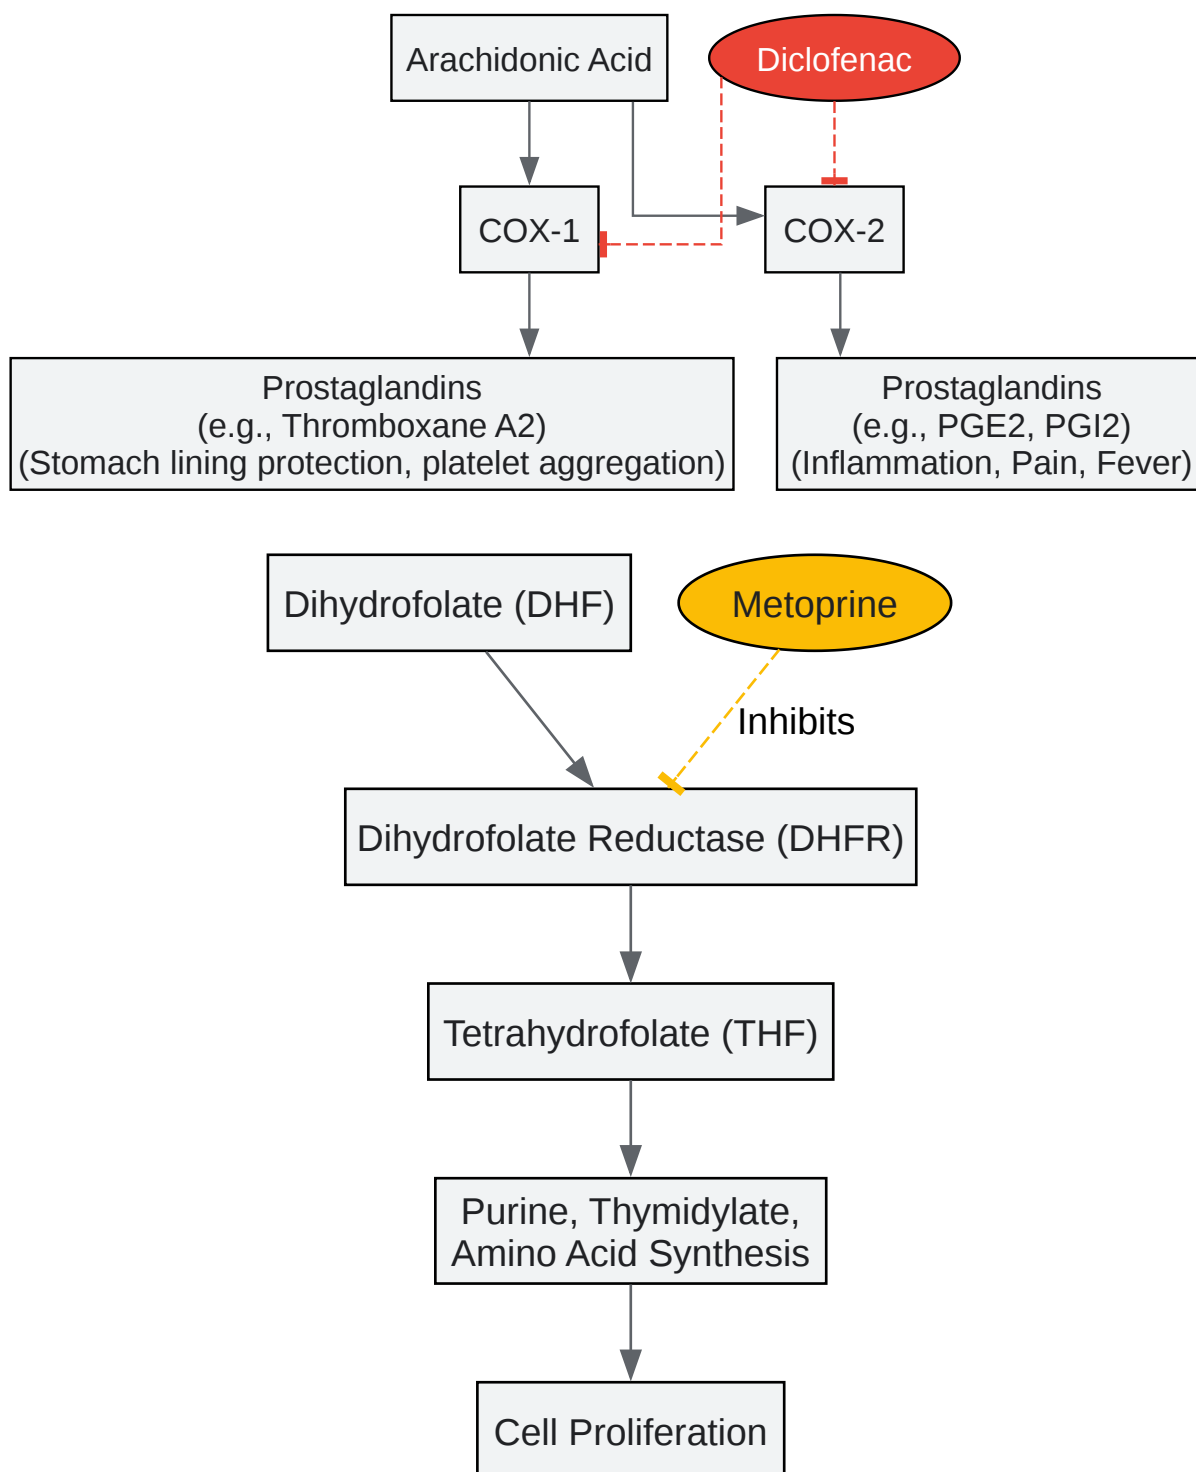 Arachidonic Acid
Diclofenac
COX-1
COX-2
Prostaglandins
(e.g., Thromboxane A2)
(Stomach lining protection, platelet aggregation)
Prostaglandins
(e.g., PGE2, PGI2)
(Inflammation, Pain, Fever)
Dihydrofolate (DHF)
Metoprine
Inhibits
Dihydrofolate Reductase (DHFR)
Tetrahydrofolate (THF)
Purine, Thymidylate,
Amino Acid Synthesis
Cell Proliferation